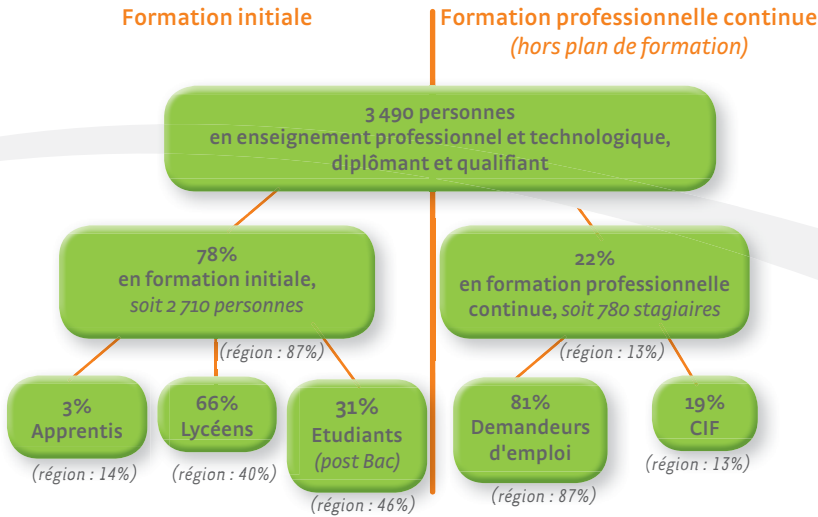 Formation initiale
Formation professionnelle continue
(hors plan de formation)
3 490 personnes
en enseignement professionnel et technologique,
diplômant et qualifiant
78%
en formation initiale,
soit 2 710 personnes
22%
en formation professionnelle
continue, soit 780 stagiaires
(région : 87%)
(région : 13%)
3%
Apprentis
66%
Lycéens
31%
Etudiants
(post Bac)
81%
Demandeurs
d'emploi
19%
CIF
(région : 14%)
(région : 40%)
(région : 46%)
(région : 87%)
(région : 13%)